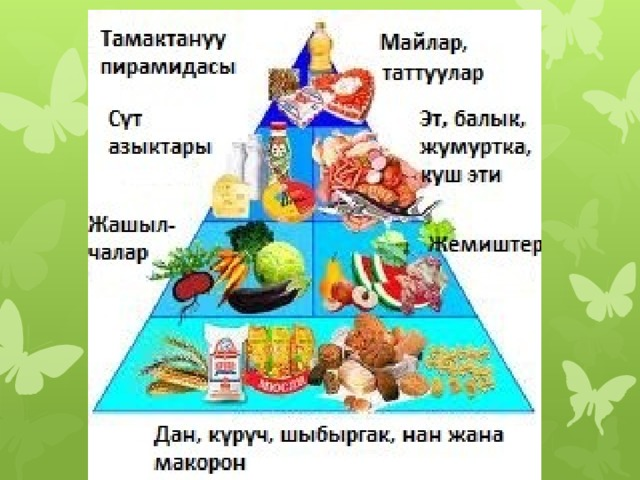 Тамактануу
пирамидасы
Майлар,
таттуулар
Сүт
азыктары
Эт, балык,
жумуртка,
куш эти
Жашыл-
чалар
Жемиштер
МЮСЛИ
Дан, күрүч, шыбыргак, нан жана
макорон